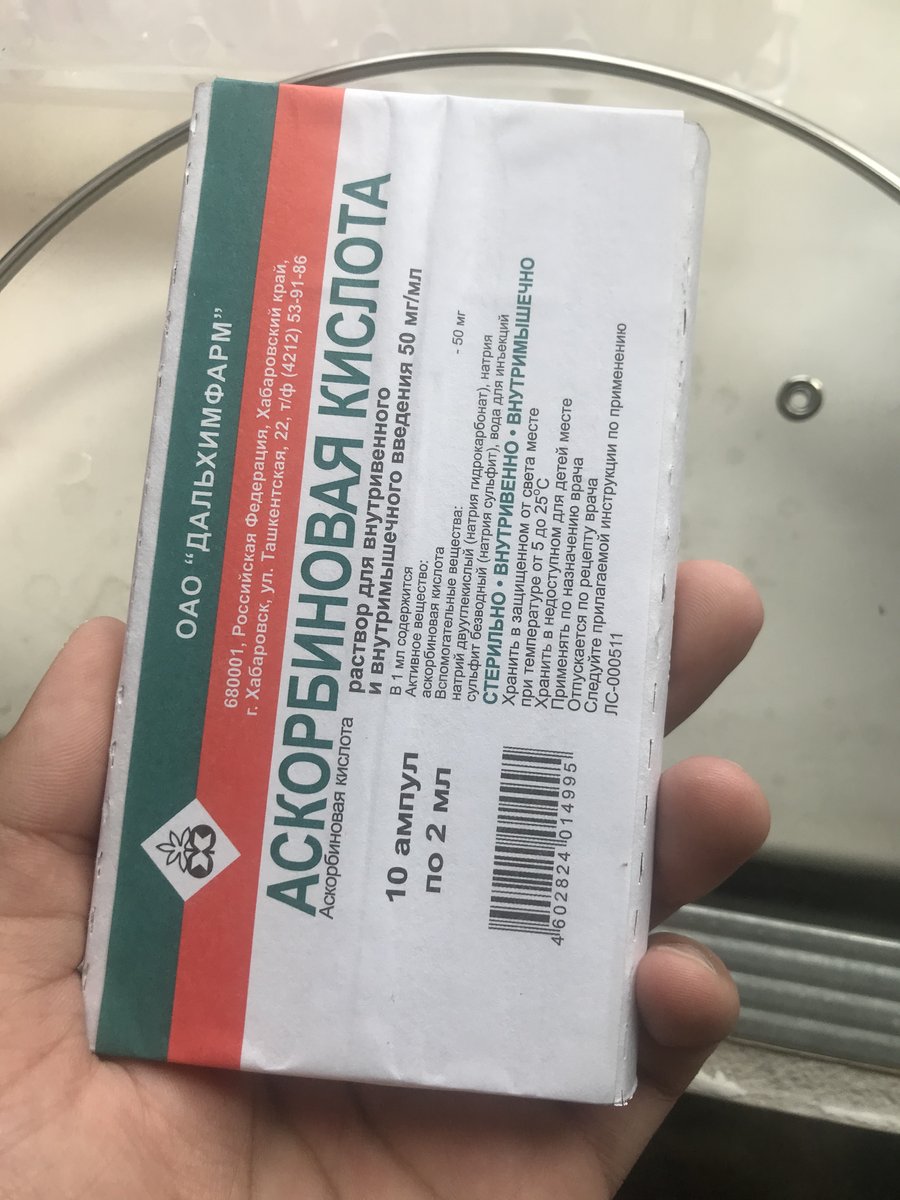 ОАО “ДАЛЬХИМФАРМ”
680001, Российская Федерация, Хабаровский край,
г. Хабаровск, ул. Ташкентская, 22, т/ф (4212) 53-91-86
АСКОРБИНОВАЯ КИСЛОТА
Аскорбиновая кислота
раствор для внутривенного
и внутримышечного введения 50 мг/мл
10 ампул
по 2 мл
В 1 мл содержится
Активное вещество:
аскорбиновая кислота - 50 мг
Вспомогательные вещества:
натрий двууглекислый (натрия гидрокарбонат), натрия
сульфит безводный (натрия сульфит), вода для инъекций
СТЕРИЛЬНО • ВНУТРИВЕННО • ВНУТРИМЫШЕЧНО
Хранить в защищенном от света месте
при температуре от 5 до 25°С
Хранить в недоступном для детей месте
Применять по назначению врача
Отпускается по рецепту врача
Следуйте прилагаемой инструкции по применению
ЛС-000511
4 602824 014995